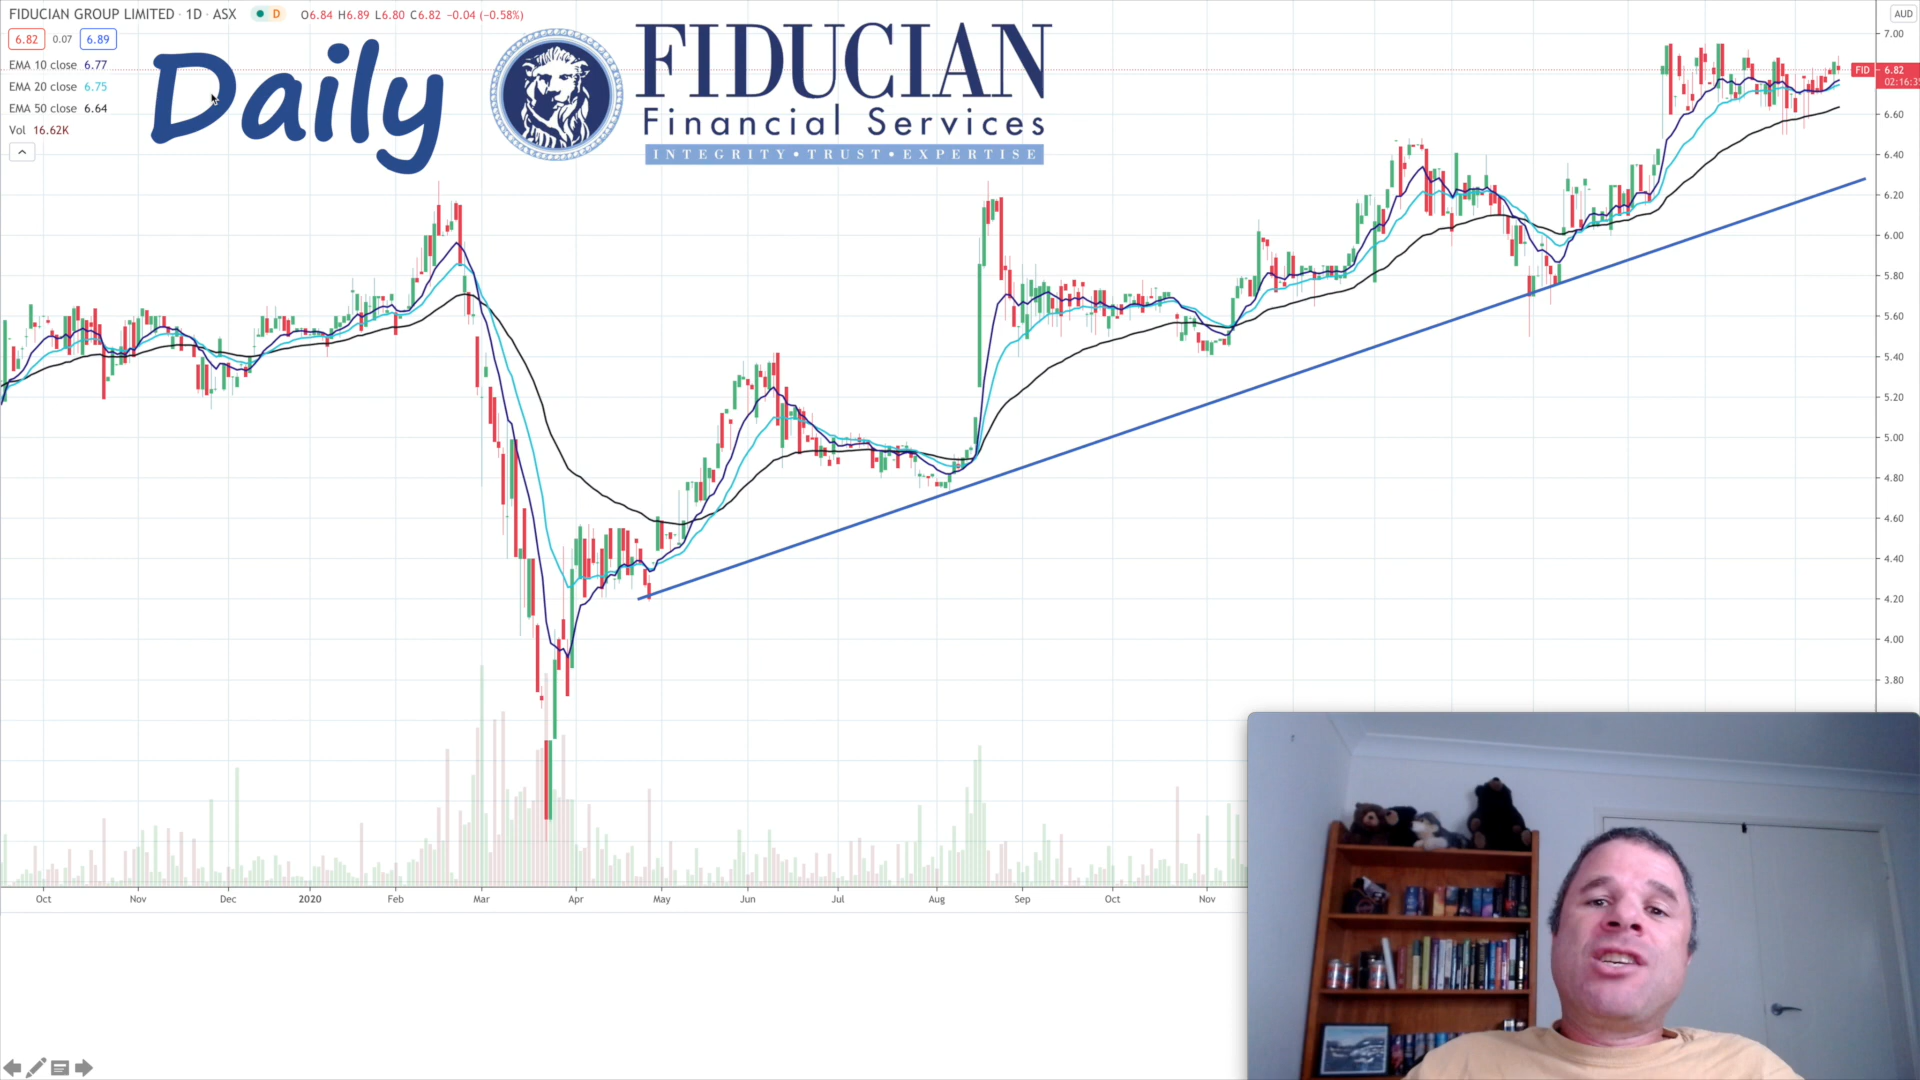 FIDUCIAN GROUP LIMITED · 1D · ASX
D
O6.84 H6.89 L6.80 C6.82 −0.04 (−0.58%)
6.82 0.07 6.89
EMA 10 close 6.77
EMA 20 close 6.75
EMA 50 close 6.64
Vol 16.62K
Daily
FIDUCIAN
Financial Services
INTEGRITY • TRUST • EXPERTISE
AUD
7.00
FID 6.82
02:16:3
6.60
6.40
6.20
6.00
5.80
5.60
5.40
5.20
5.00
4.80
4.60
4.40
4.20
4.00
3.80
Oct Nov Dec 2020 Feb Mar Apr May Jun Jul Aug Sep Oct Nov